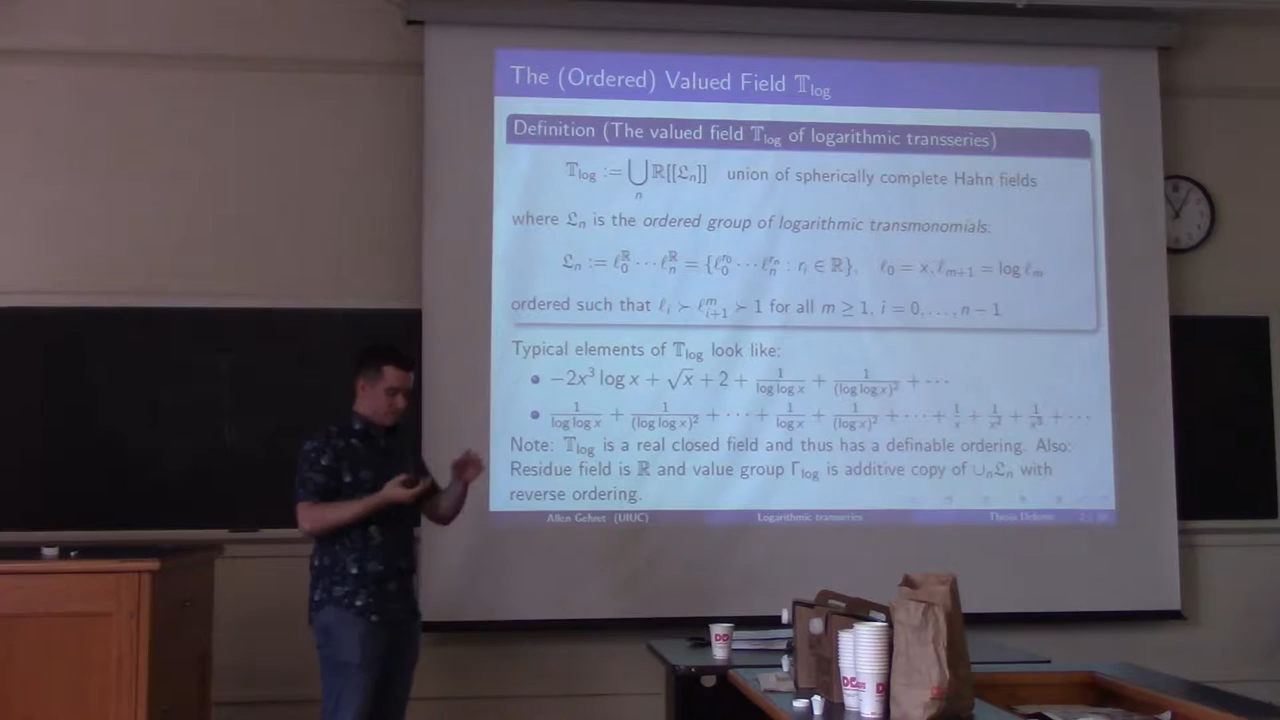 The (Ordered) Valued Field 𝕋log
Definition (The valued field 𝕋log of logarithmic transseries)
𝕋log := ⋃n ℝ[[𝔏n]] union of spherically complete Hahn fields
where 𝔏n is the ordered group of logarithmic transmonomials:
𝔏n := ℓ0^ℝ ··· ℓn^ℝ = {ℓ0^r0 ··· ℓn^rn : ri ∈ ℝ}, ℓ0 = x, ℓm+1 = log ℓm
ordered such that ℓi ≻ ℓi+1^m ≻ 1 for all m ≥ 1, i = 0, ..., n − 1
Typical elements of 𝕋log look like:
• −2x³ log x + √x + 2 + 1/(log log x) + 1/(log log x)² + ···
• 1/(log log x) + 1/(log log x)² + ··· + 1/(log x) + 1/(log x)² + ··· + 1/x + 1/x² + 1/x³ + ···
Note: 𝕋log is a real closed field and thus has a definable ordering. Also:
Residue field is ℝ and value group Γlog is additive copy of ∪n𝔏n with
reverse ordering.
Allen Gehret (UIUC) Logarithmic transseries Thesis Defense
DD